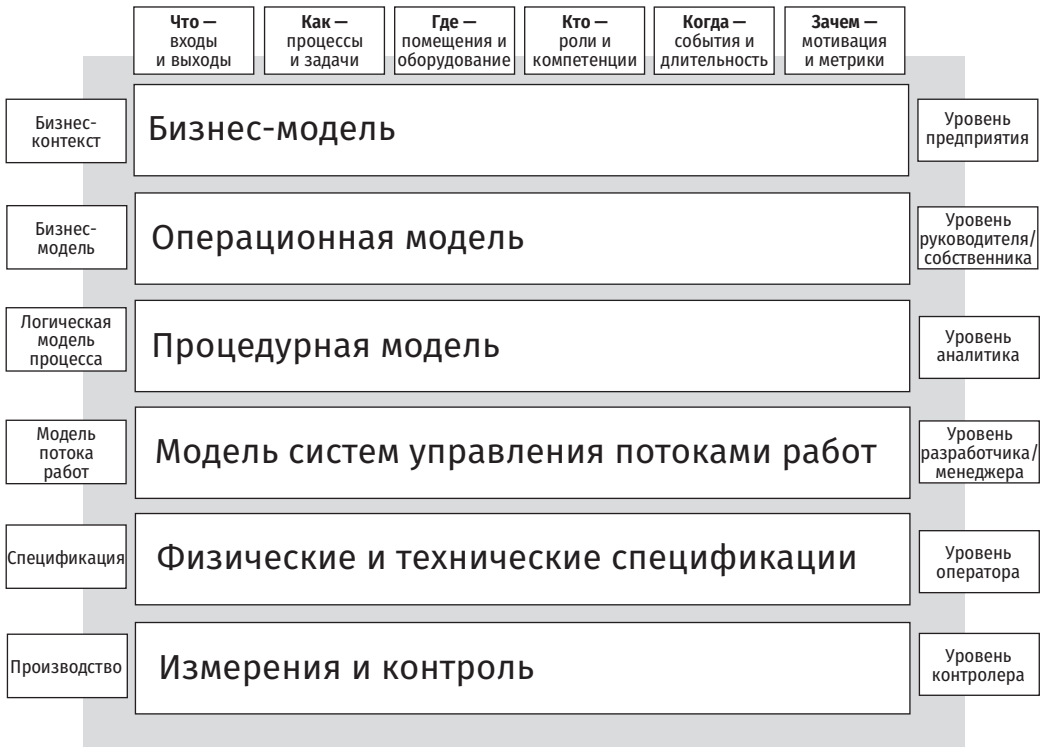 Что —
входы
и выходы
Как —
процессы
и задачи
Где —
помещения и
оборудование
Кто —
роли и
компетенции
Когда —
события и
длительность
Зачем —
мотивация
и метрики
Бизнес-
контекст
Бизнес-модель
Уровень
предприятия
Бизнес-
модель
Операционная модель
Уровень
руководителя/
собственника
Логическая
модель
процесса
Процедурная модель
Уровень
аналитика
Модель
потока
работ
Модель систем управления потоками работ
Уровень
разработчика/
менеджера
Спецификация
Физические и технические спецификации
Уровень
оператора
Производство
Измерения и контроль
Уровень
контролера